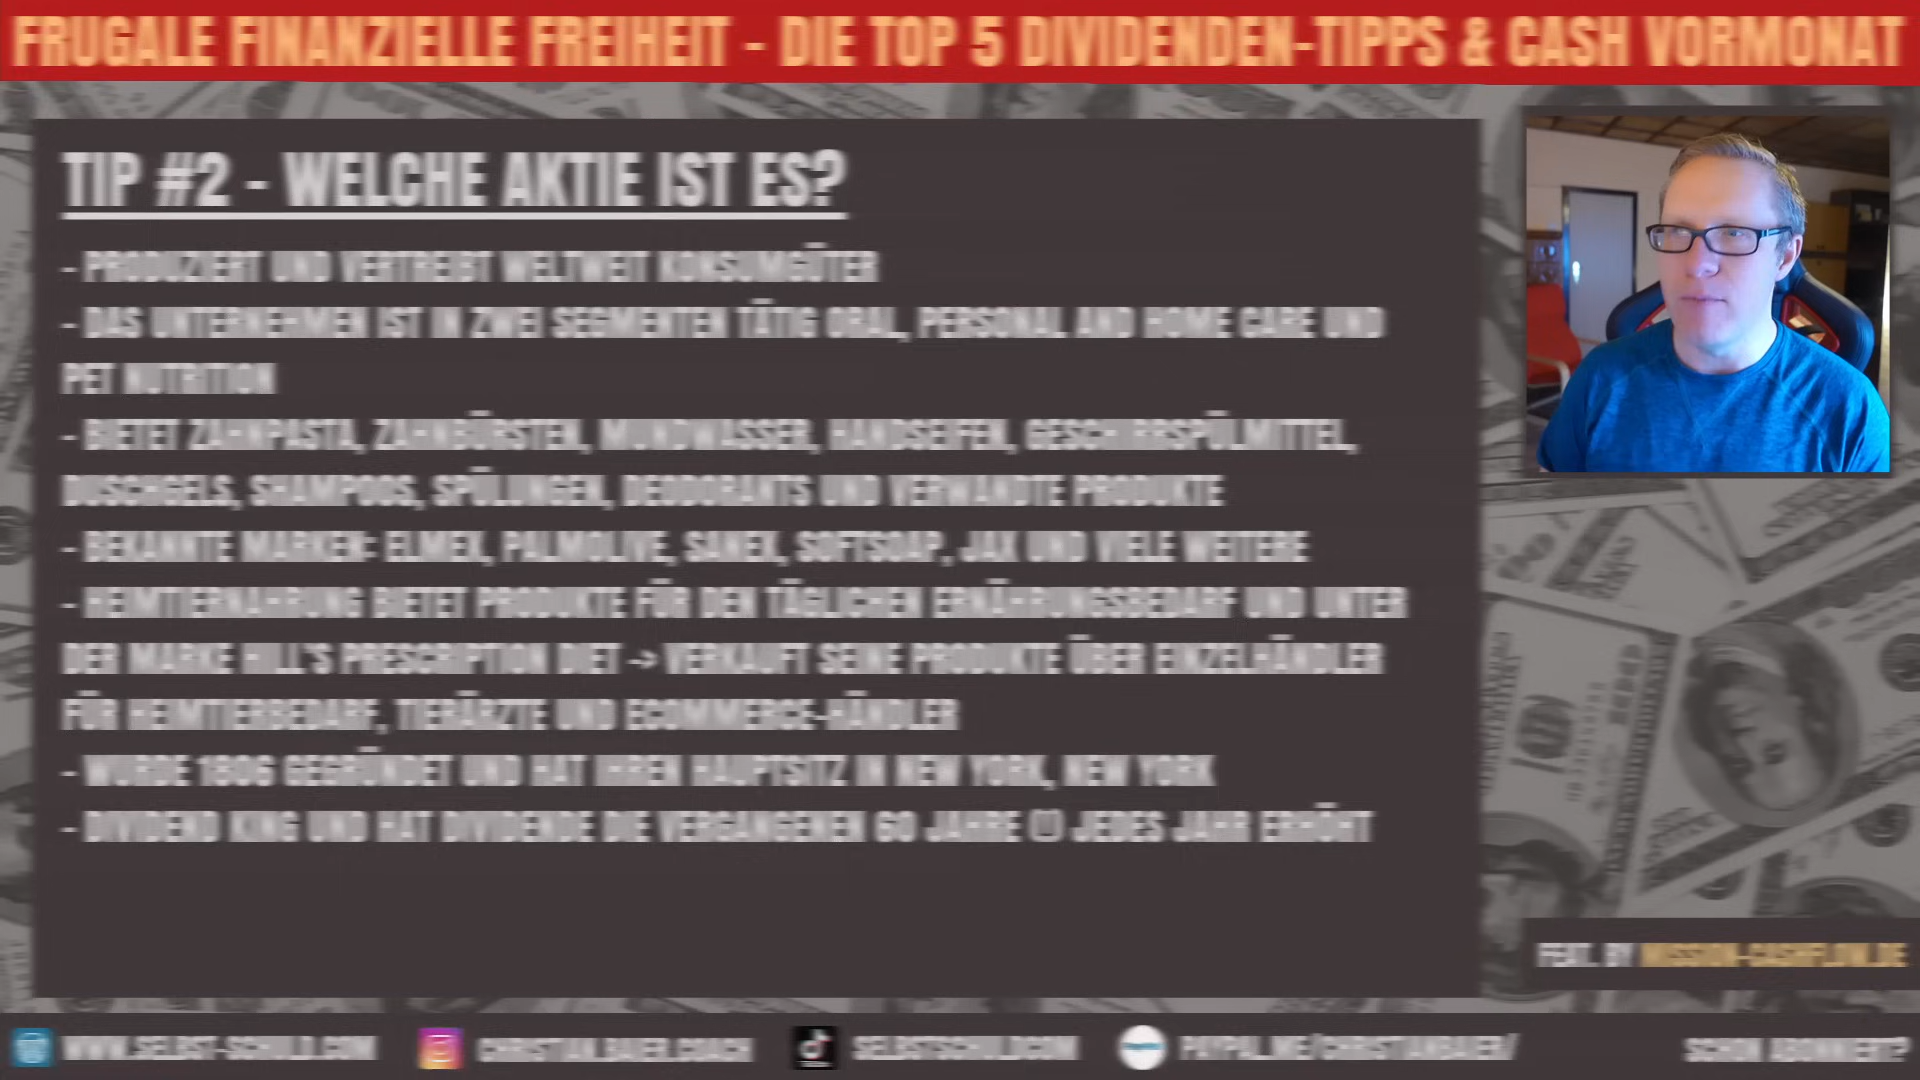 FRUGALE FINANZIELLE FREIHEIT - DIE TOP 5 DIVIDENDEN-TIPPS & CASH VORMONAT
TIP #2 - WELCHE AKTIE IST ES?
- PRODUZIERT UND VERTREIBT WELTWEIT KONSUMGÜTER
- DAS UNTERNEHMEN IST IN ZWEI SEGMENTEN TÄTIG ORAL, PERSONAL AND HOME CARE UND
PET NUTRITION
- BIETET ZAHNPASTA, ZAHNBÜRSTEN, MUNDWASSER, HANDSEIFEN, GESCHIRRSPÜLMITTEL,
DUSCHGELS, SHAMPOOS, SPÜLUNGEN, DEODORANTS UND VERWANDTE PRODUKTE
- BEKANNTE MARKEN: ELMEX, PALMOLIVE, SANEX, SOFTSOAP, JAX UND VIELE WEITERE
- HEIMTIERNAHRUNG BIETET PRODUKTE FÜR DEN TÄGLICHEN ERNÄHRUNGSBEDARF UND UNTER
DER MARKE HILL'S PRESCRIPTION DIET -> VERKAUFT SEINE PRODUKTE ÜBER EINZELHÄNDLER
FÜR HEIMTIERBEDARF, TIERÄRZTE UND ECOMMERCE-HÄNDLER
- WURDE 1806 GEGRÜNDET UND HAT IHREN HAUPTSITZ IN NEW YORK, NEW YORK
- DIVIDEND KING UND HAT DIVIDENDE DIE VERGANGENEN 60 JAHRE (!) JEDES JAHR ERHÖHT
FEAT. BY MISSION-CASHFLOW.DE
WWW.SELBST-SCHULD.COM
CHRISTIAN.BAIER.COACH
SELBSTSCHULDCOM
PAYPAL.ME/CHRISTIANBAIER/
SCHON ABONNIERT?